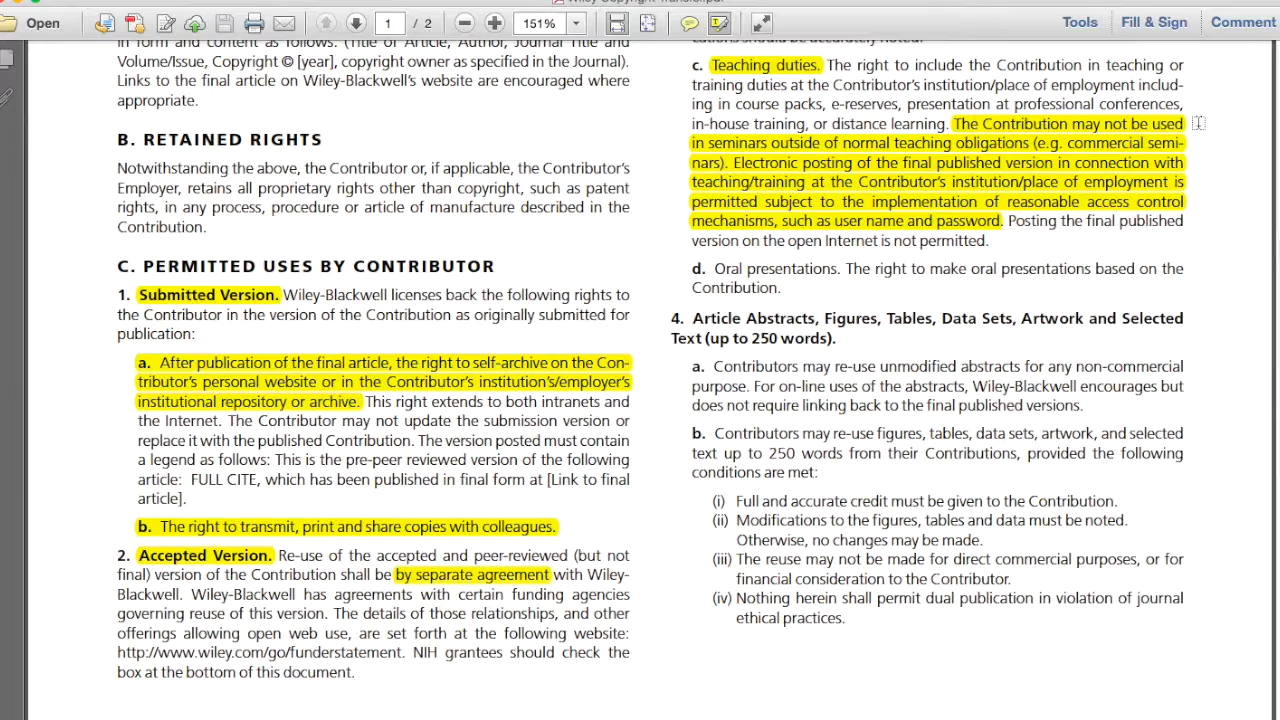 Wiley Copyright Transfer.pdf
Open
1 / 2
151%
Tools
Fill & Sign
Comment
in form and content as follows: (Title of Article, Author, Journal Title and
Volume/Issue, Copyright © [year], copyright owner as specified in the Journal).
Links to the final article on Wiley-Blackwell's website are encouraged where
appropriate.
B. RETAINED RIGHTS
Notwithstanding the above, the Contributor or, if applicable, the Contributor's
Employer, retains all proprietary rights other than copyright, such as patent
rights, in any process, procedure or article of manufacture described in the
Contribution.
C. PERMITTED USES BY CONTRIBUTOR
1. Submitted Version. Wiley-Blackwell licenses back the following rights to
the Contributor in the version of the Contribution as originally submitted for
publication:
a. After publication of the final article, the right to self-archive on the Con-
tributor's personal website or in the Contributor's institution's/employer's
institutional repository or archive. This right extends to both intranets and
the Internet. The Contributor may not update the submission version or
replace it with the published Contribution. The version posted must contain
a legend as follows: This is the pre-peer reviewed version of the following
article: FULL CITE, which has been published in final form at [Link to final
article].
b. The right to transmit, print and share copies with colleagues.
2. Accepted Version. Re-use of the accepted and peer-reviewed (but not
final) version of the Contribution shall be by separate agreement with Wiley-
Blackwell. Wiley-Blackwell has agreements with certain funding agencies
governing reuse of this version. The details of those relationships, and other
offerings allowing open web use, are set forth at the following website:
http://www.wiley.com/go/funderstatement. NIH grantees should check the
box at the bottom of this document.
cations should be accurately noted.
c. Teaching duties. The right to include the Contribution in teaching or
training duties at the Contributor's institution/place of employment includ-
ing in course packs, e-reserves, presentation at professional conferences,
in-house training, or distance learning. The Contribution may not be used
in seminars outside of normal teaching obligations (e.g. commercial semi-
nars). Electronic posting of the final published version in connection with
teaching/training at the Contributor's institution/place of employment is
permitted subject to the implementation of reasonable access control
mechanisms, such as user name and password. Posting the final published
version on the open Internet is not permitted.
d. Oral presentations. The right to make oral presentations based on the
Contribution.
4. Article Abstracts, Figures, Tables, Data Sets, Artwork and Selected
Text (up to 250 words).
a. Contributors may re-use unmodified abstracts for any non-commercial
purpose. For on-line uses of the abstracts, Wiley-Blackwell encourages but
does not require linking back to the final published versions.
b. Contributors may re-use figures, tables, data sets, artwork, and selected
text up to 250 words from their Contributions, provided the following
conditions are met:
(i) Full and accurate credit must be given to the Contribution.
(ii) Modifications to the figures, tables and data must be noted.
Otherwise, no changes may be made.
(iii) The reuse may not be made for direct commercial purposes, or for
financial consideration to the Contributor.
(iv) Nothing herein shall permit dual publication in violation of journal
ethical practices.